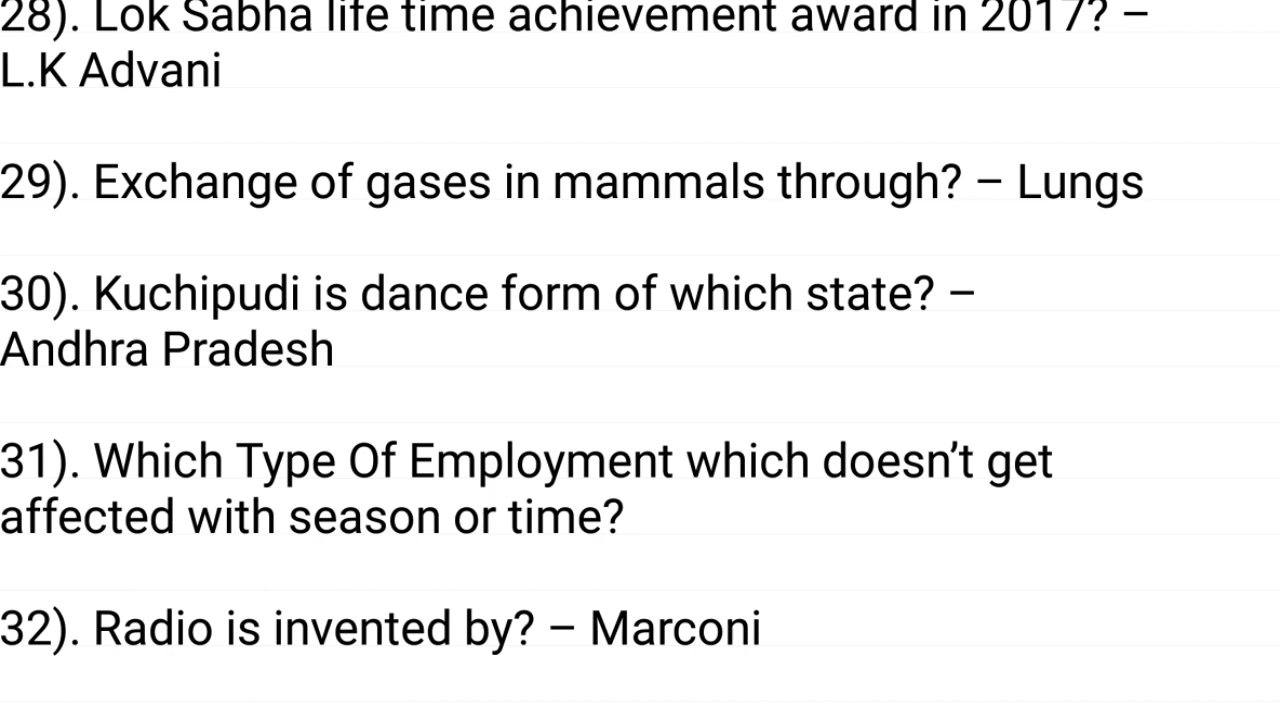 28). Lok Sabha life time achievement award in 2017? –
L.K Advani
29). Exchange of gases in mammals through? – Lungs
30). Kuchipudi is dance form of which state? –
Andhra Pradesh
31). Which Type Of Employment which doesn’t get
affected with season or time?
32). Radio is invented by? – Marconi